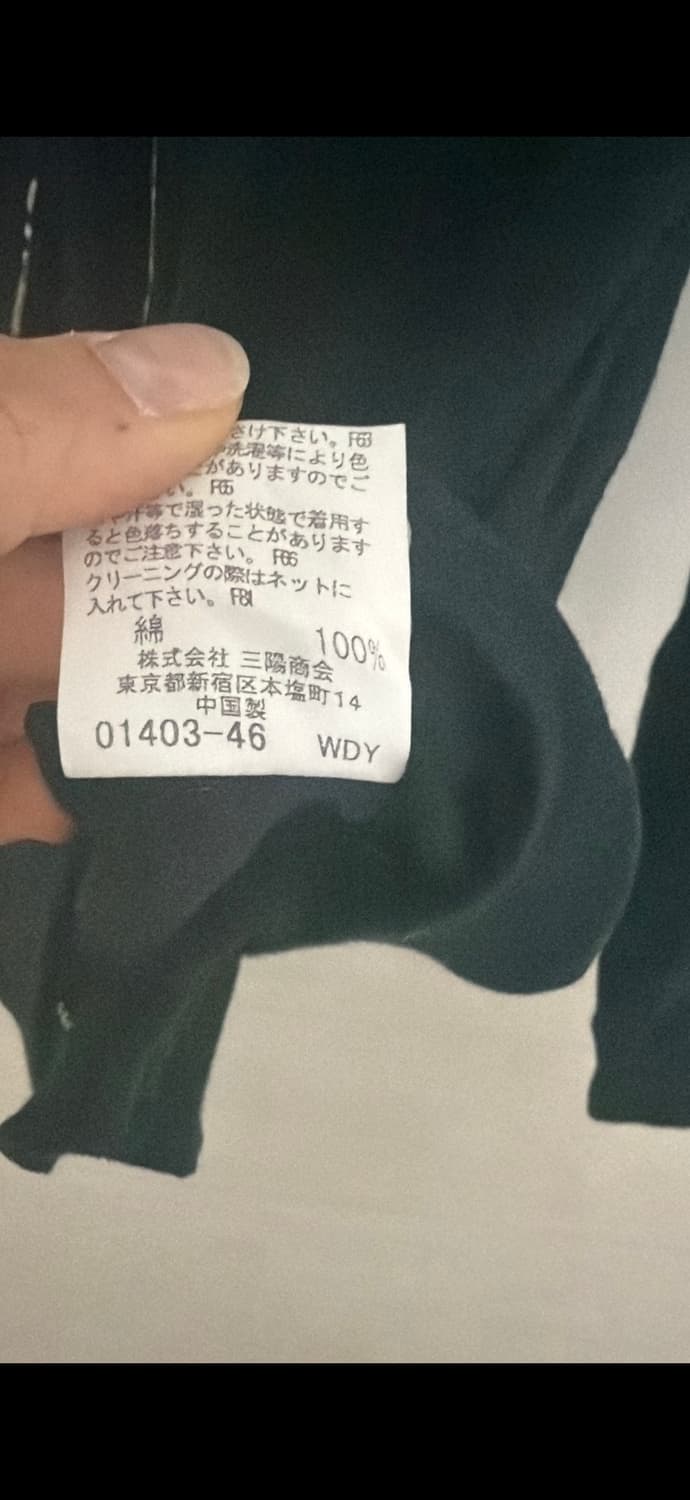 さけ下さい。F63
洗濯等により色
がありますのでご
い。F65
汗等で湿った状態で着用す
ると色落ちすることがあります
のでご注意下さい。F66
クリーニングの際はネットに
入れて下さい。F81
綿 100%
株式会社 三陽商会
東京都新宿区本塩町14
中国製
01403-46 WDY